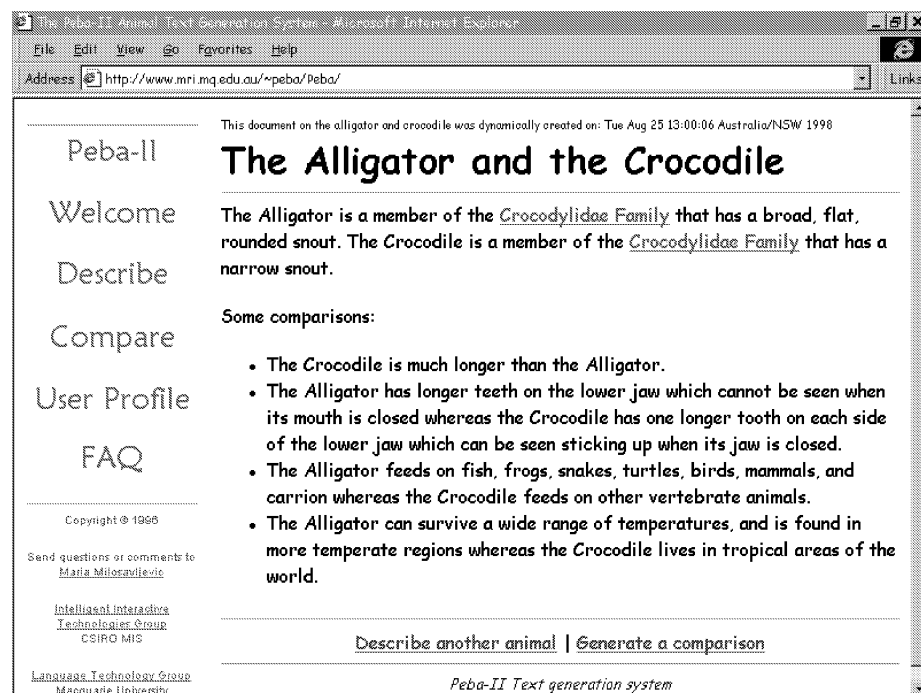 The Peba-II Animal Text Generation System - Microsoft Internet Explorer
File Edit View Go Favorites Help
Address http://www.mri.mq.edu.au/~peba/Peba/ Links
Peba-II
Welcome
Describe
Compare
User Profile
FAQ
Copyright © 1996
Send questions or comments to
Maria Milosavljevic
Intelligent Interactive
Technologies Group
CSIRO MIS
Language Technology Group
Macquarie University
This document on the alligator and crocodile was dynamically created on: Tue Aug 25 13:00:06 Australia/NSW 1998
The Alligator and the Crocodile
The Alligator is a member of the Crocodylidae Family that has a broad, flat,
rounded snout. The Crocodile is a member of the Crocodylidae Family that has a
narrow snout.
Some comparisons:
• The Crocodile is much longer than the Alligator.
• The Alligator has longer teeth on the lower jaw which cannot be seen when
its mouth is closed whereas the Crocodile has one longer tooth on each side
of the lower jaw which can be seen sticking up when its jaw is closed.
• The Alligator feeds on fish, frogs, snakes, turtles, birds, mammals, and
carrion whereas the Crocodile feeds on other vertebrate animals.
• The Alligator can survive a wide range of temperatures, and is found in
more temperate regions whereas the Crocodile lives in tropical areas of the
world.
Describe another animal | Generate a comparison
Peba-II Text generation system